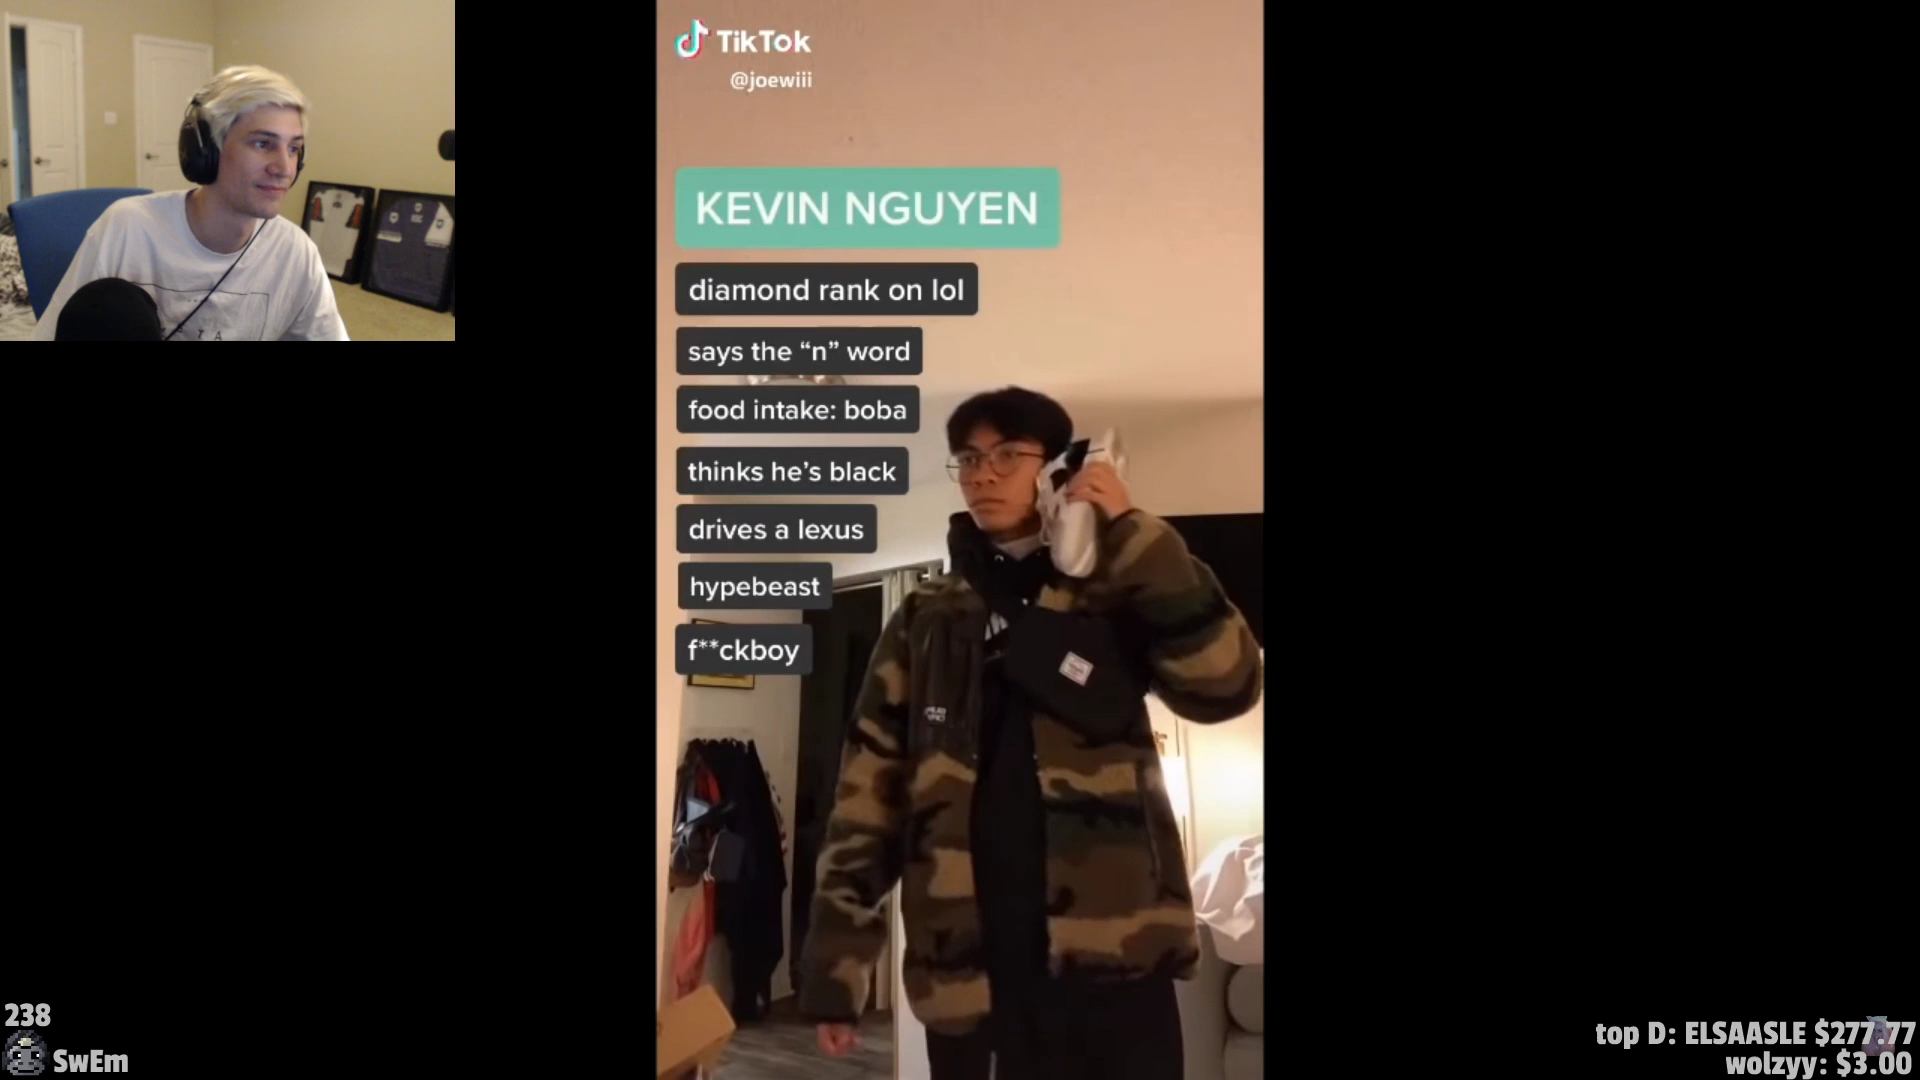 TikTok
@joewiii
KEVIN NGUYEN
diamond rank on lol
says the “n” word
food intake: boba
thinks he’s black
drives a lexus
hypebeast
f**ckboy
238
SwEm
top D: ELSAASLE $277.77
wolzyy: $3.00